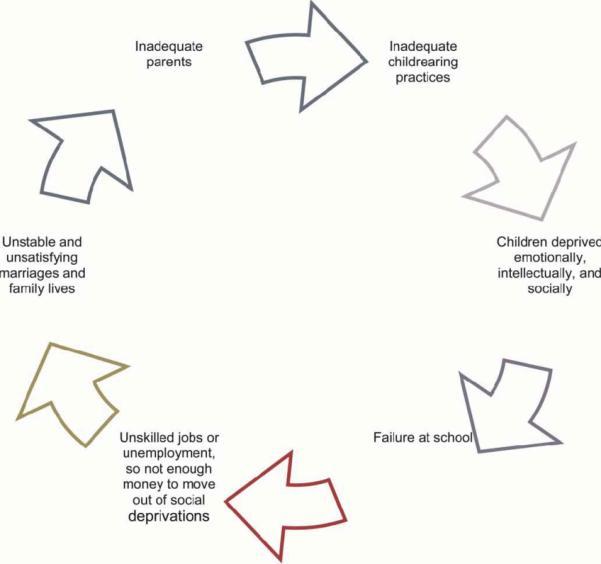 Inadequate
parents
Inadequate
childrearing
practices
Children deprived
emotionally,
intellectually, and
socially
Failure at school
Unskilled jobs or
unemployment,
so not enough
money to move
out of social
deprivations
Unstable and
unsatisfying
marriages and
family lives